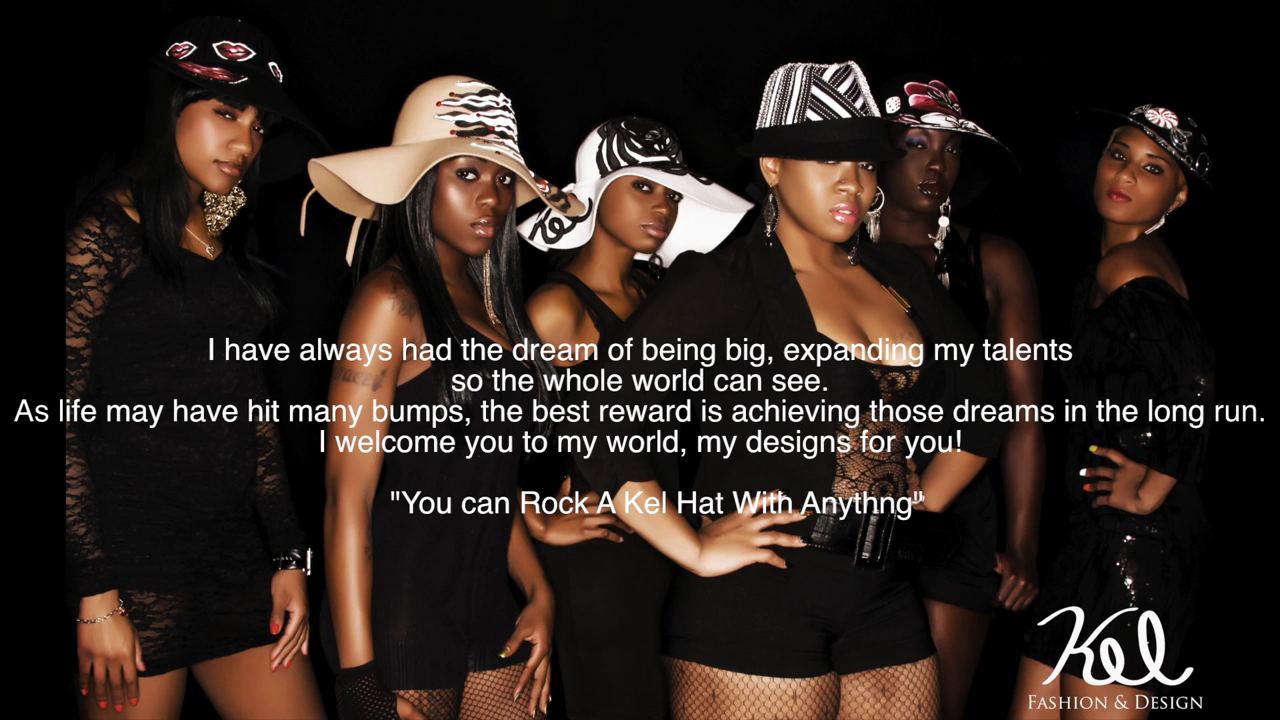 Kel
I have always had the dream of being big, expanding my talents
so the whole world can see.
As life may have hit many bumps, the best reward is achieving those dreams in the long run.
I welcome you to my world, my designs for you!
"You can Rock A Kel Hat With Anythng"
Kel
FASHION & DESIGN